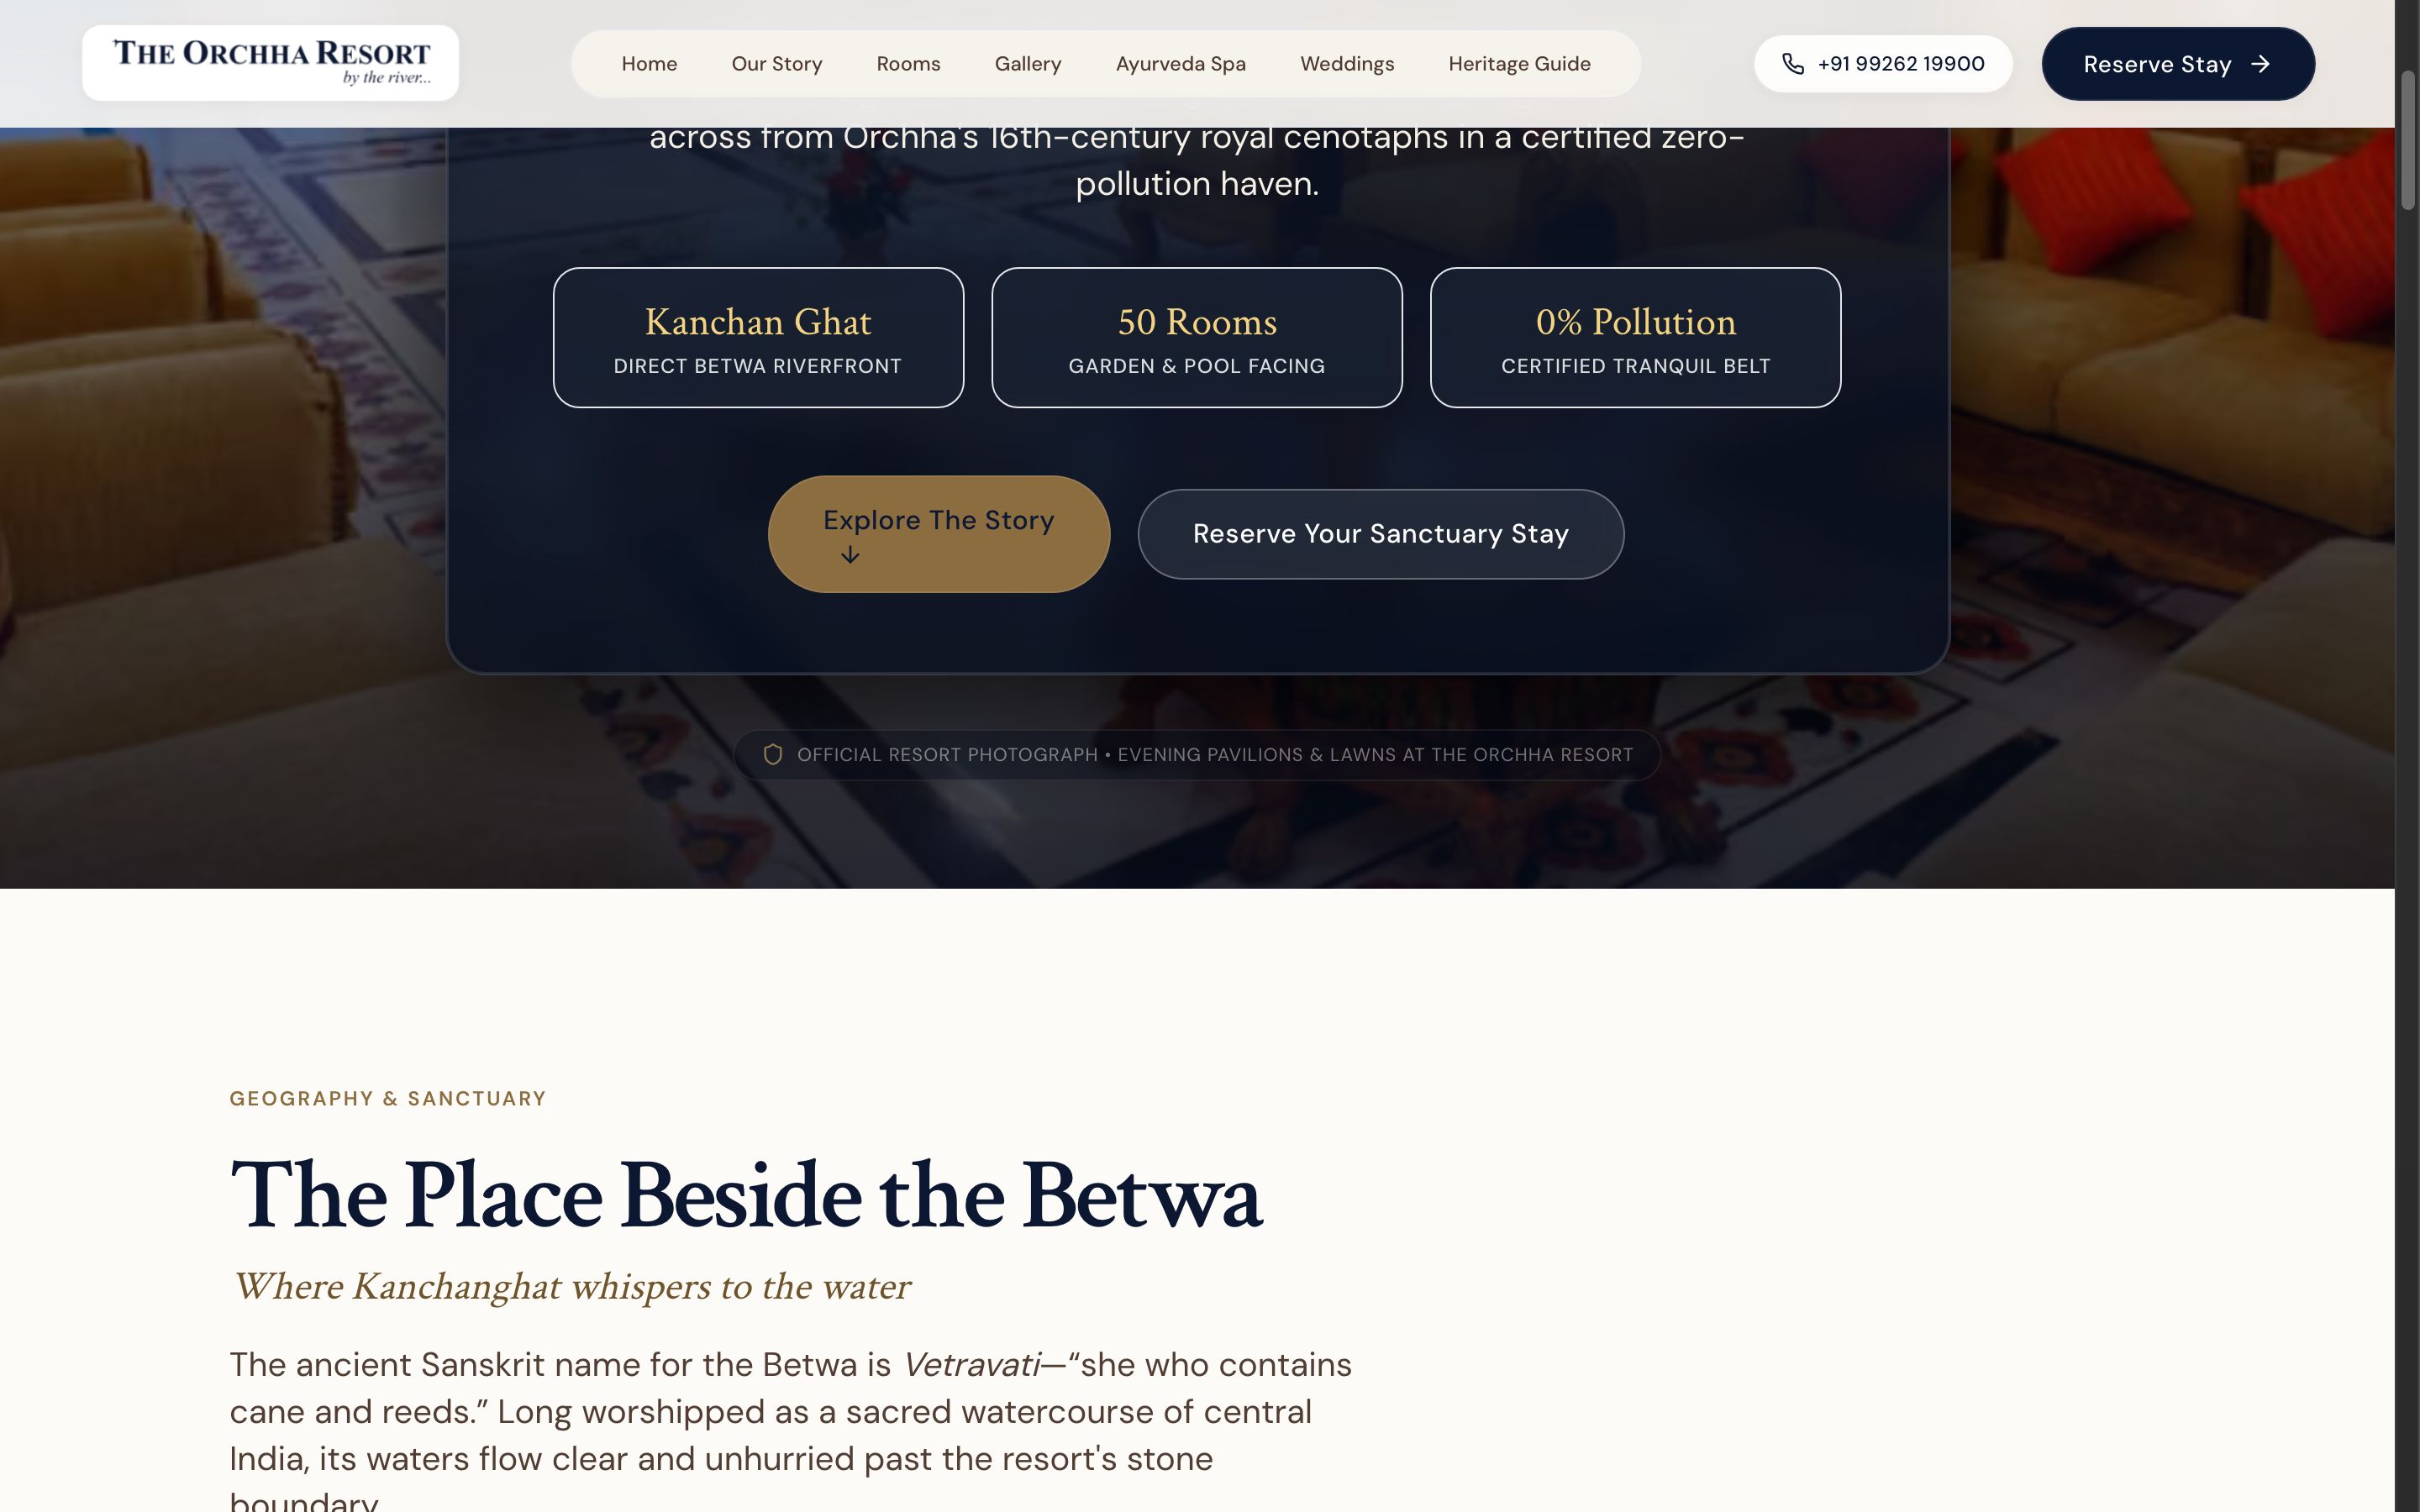 THE ORCHHA RESORT
by the river...
Home
Our Story
Rooms
Gallery
Ayurveda Spa
Weddings
Heritage Guide
+91 99262 19900
Reserve Stay →
across from Orchha's 16th-century royal cenotaphs in a certified zero-
pollution haven.
Kanchan Ghat
DIRECT BETWA RIVERFRONT
50 Rooms
GARDEN & POOL FACING
0% Pollution
CERTIFIED TRANQUIL BELT
Explore The Story
↓
Reserve Your Sanctuary Stay
OFFICIAL RESORT PHOTOGRAPH • EVENING PAVILIONS & LAWNS AT THE ORCHHA RESORT
GEOGRAPHY & SANCTUARY
The Place Beside the Betwa
Where Kanchanghat whispers to the water
The ancient Sanskrit name for the Betwa is Vetravati—“she who contains
cane and reeds.” Long worshipped as a sacred watercourse of central
India, its waters flow clear and unhurried past the resort's stone
boundary.